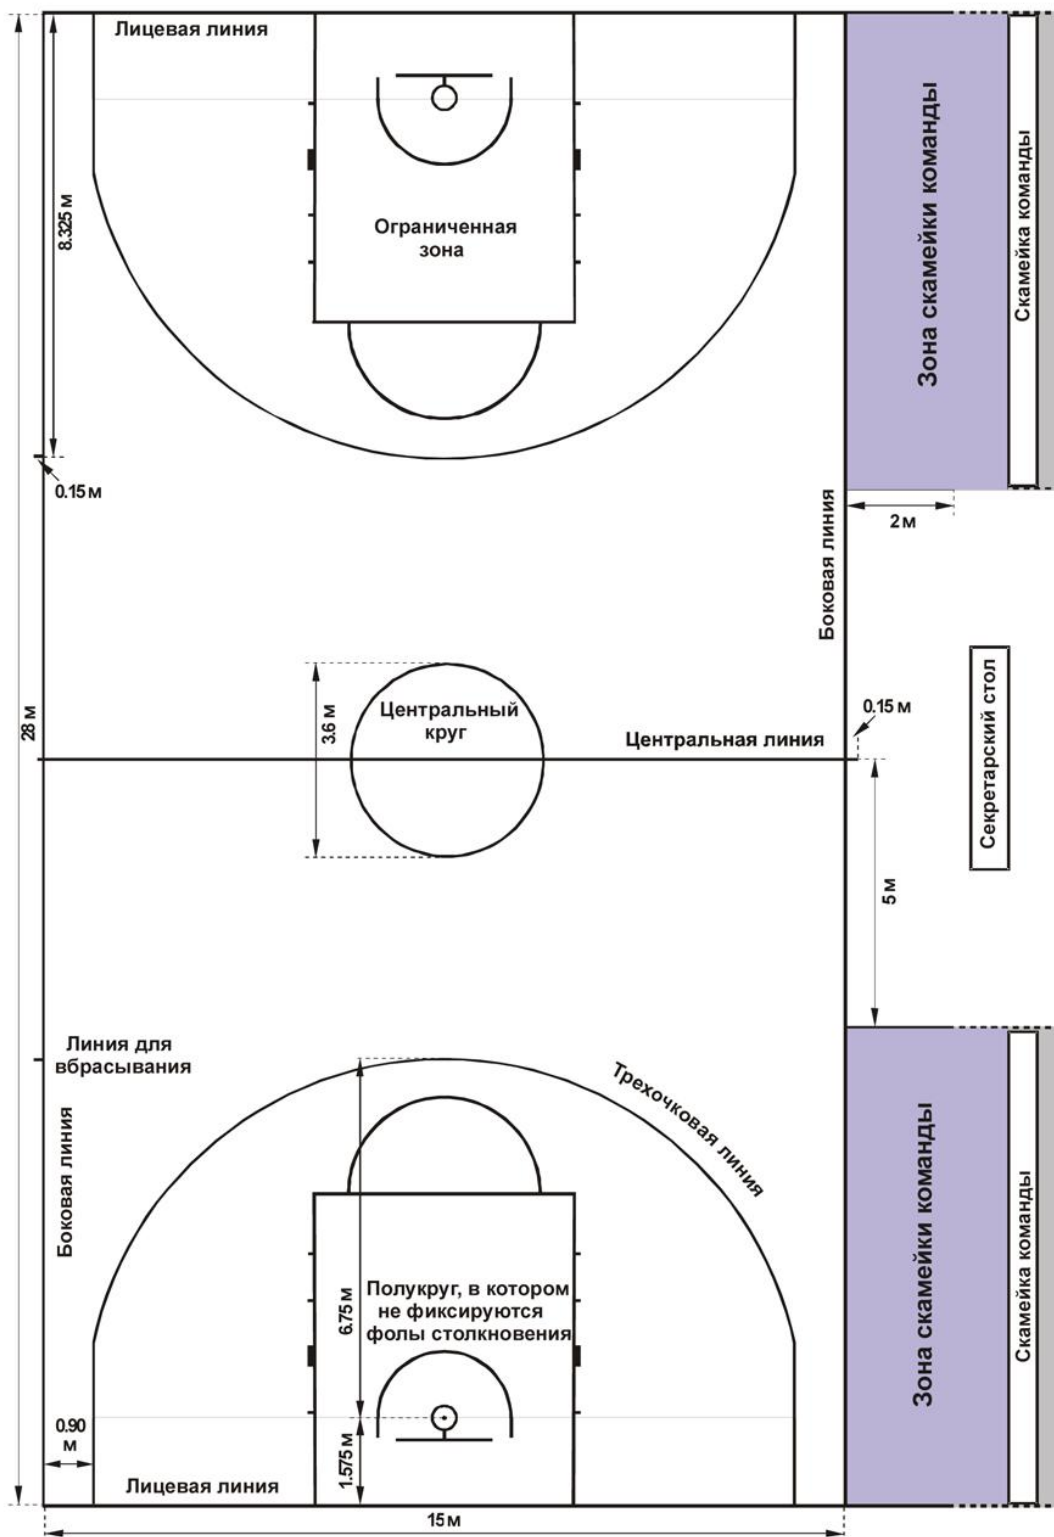 Лицевая линия
8.325 м
Ограниченная
зона
Зона скамейки команды
Скамейка команды
0.15 м
2 м
Боковая линия
28 м
3.6 м
Центральный
круг
Центральная линия
0.15 м
Секретарский стол
5 м
Линия для
вбрасывания
Трехочковая линия
Боковая линия
6.75 м
Полукруг, в котором
не фиксируются
фолы столкновения
Зона скамейки команды
Скамейка команды
0.90
м
1.575 м
Лицевая линия
15 м